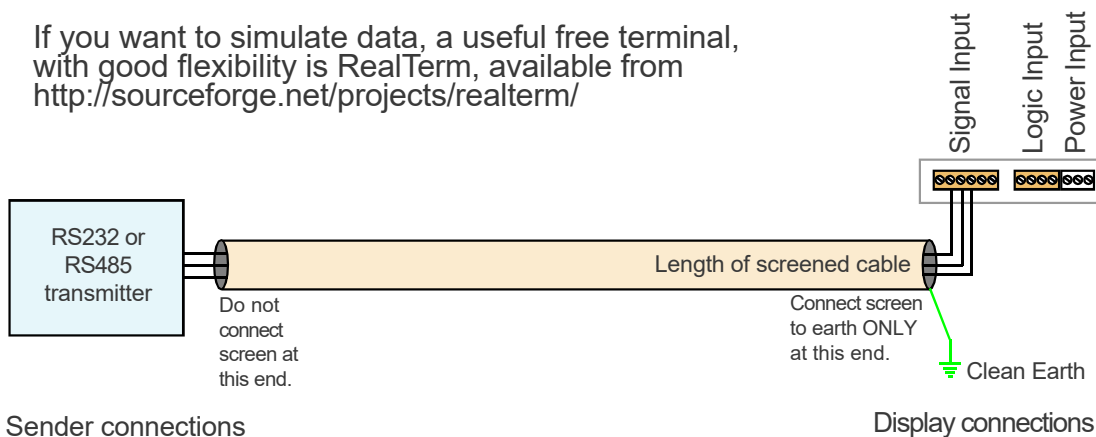 If you want to simulate data, a useful free terminal,
with good flexibility is RealTerm, available from
http://sourceforge.net/projects/realterm/
Signal Input
Logic Input
Power Input
RS232 or
RS485
transmitter
Length of screened cable
Do not
connect
screen at
this end.
Connect screen
to earth ONLY
at this end.
Clean Earth
Sender connections
Display connections